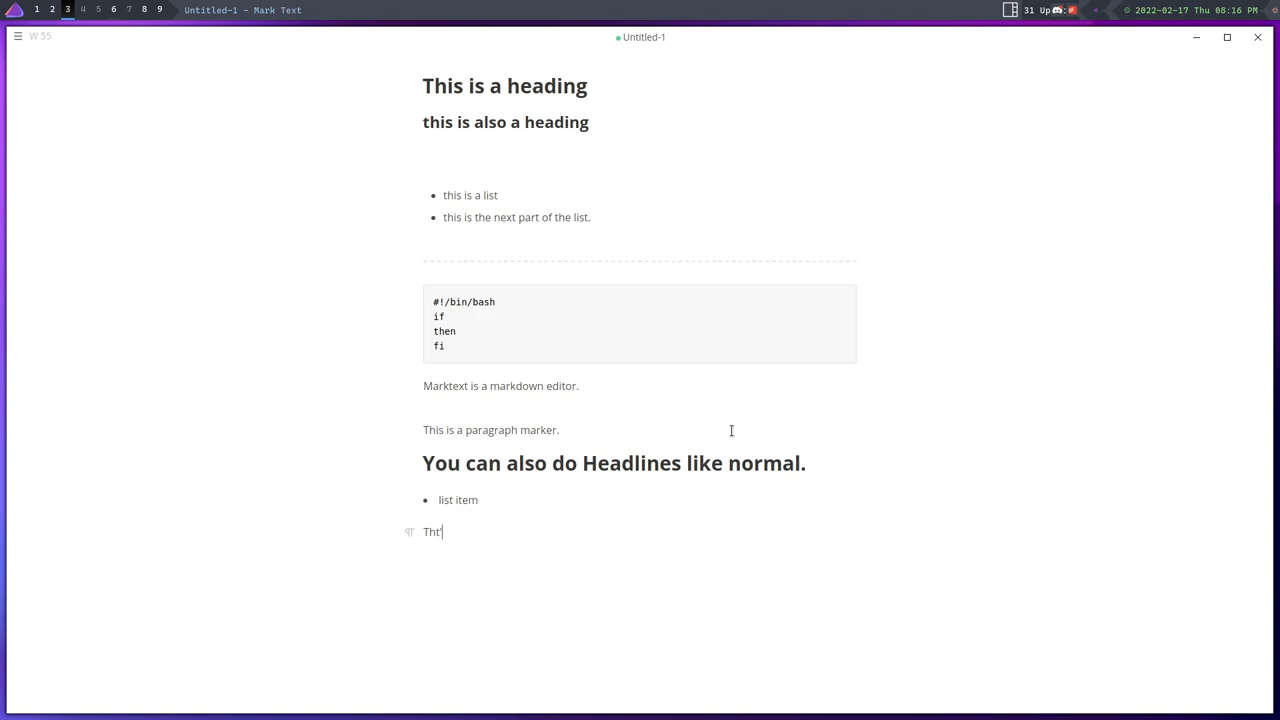 1 2 3 4 5 6 7 8 9 Untitled-1 - Mark Text 31 Up 2022-02-17 Thu 08:16 PM
W 55 Untitled-1
This is a heading
this is also a heading
• this is a list
• this is the next part of the list.
#!/bin/bash
if
then
fi
Marktext is a markdown editor.
This is a paragraph marker.
You can also do Headlines like normal.
• list item
¶ Tht'